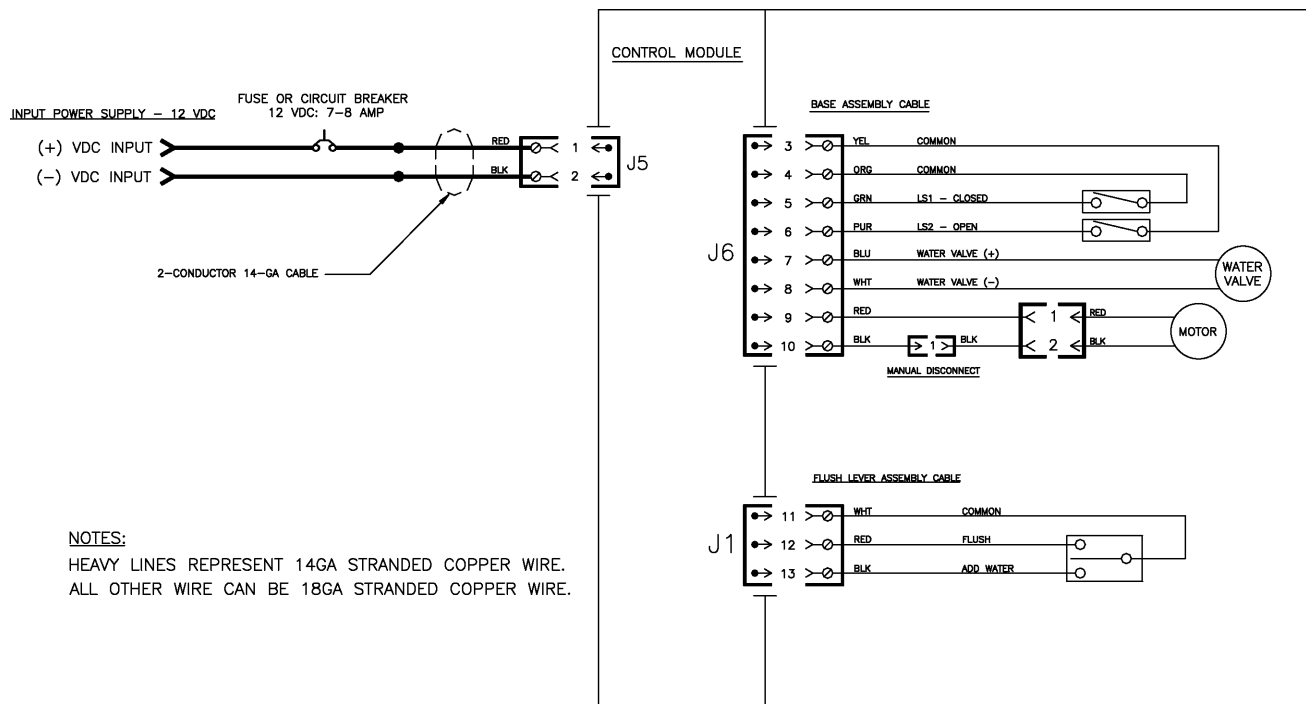 CONTROL MODULE
INPUT POWER SUPPLY - 12 VDC
FUSE OR CIRCUIT BREAKER
12 VDC: 7-8 AMP
(+) VDC INPUT
(-) VDC INPUT
RED
BLK
1
2
J5
2-CONDUCTOR 14-GA CABLE
BASE ASSEMBLY CABLE
J6
3 YEL COMMON
4 ORG COMMON
5 GRN LS1 - CLOSED
6 PUR LS2 - OPEN
7 BLU WATER VALVE (+)
8 WHT WATER VALVE (-)
WATER
VALVE
9 RED 1 RED
10 BLK 1 BLK 2 BLK
MOTOR
MANUAL DISCONNECT
FLUSH LEVER ASSEMBLY CABLE
J1
11 WHT COMMON
12 RED FLUSH
13 BLK ADD WATER
NOTES:
HEAVY LINES REPRESENT 14GA STRANDED COPPER WIRE.
ALL OTHER WIRE CAN BE 18GA STRANDED COPPER WIRE.